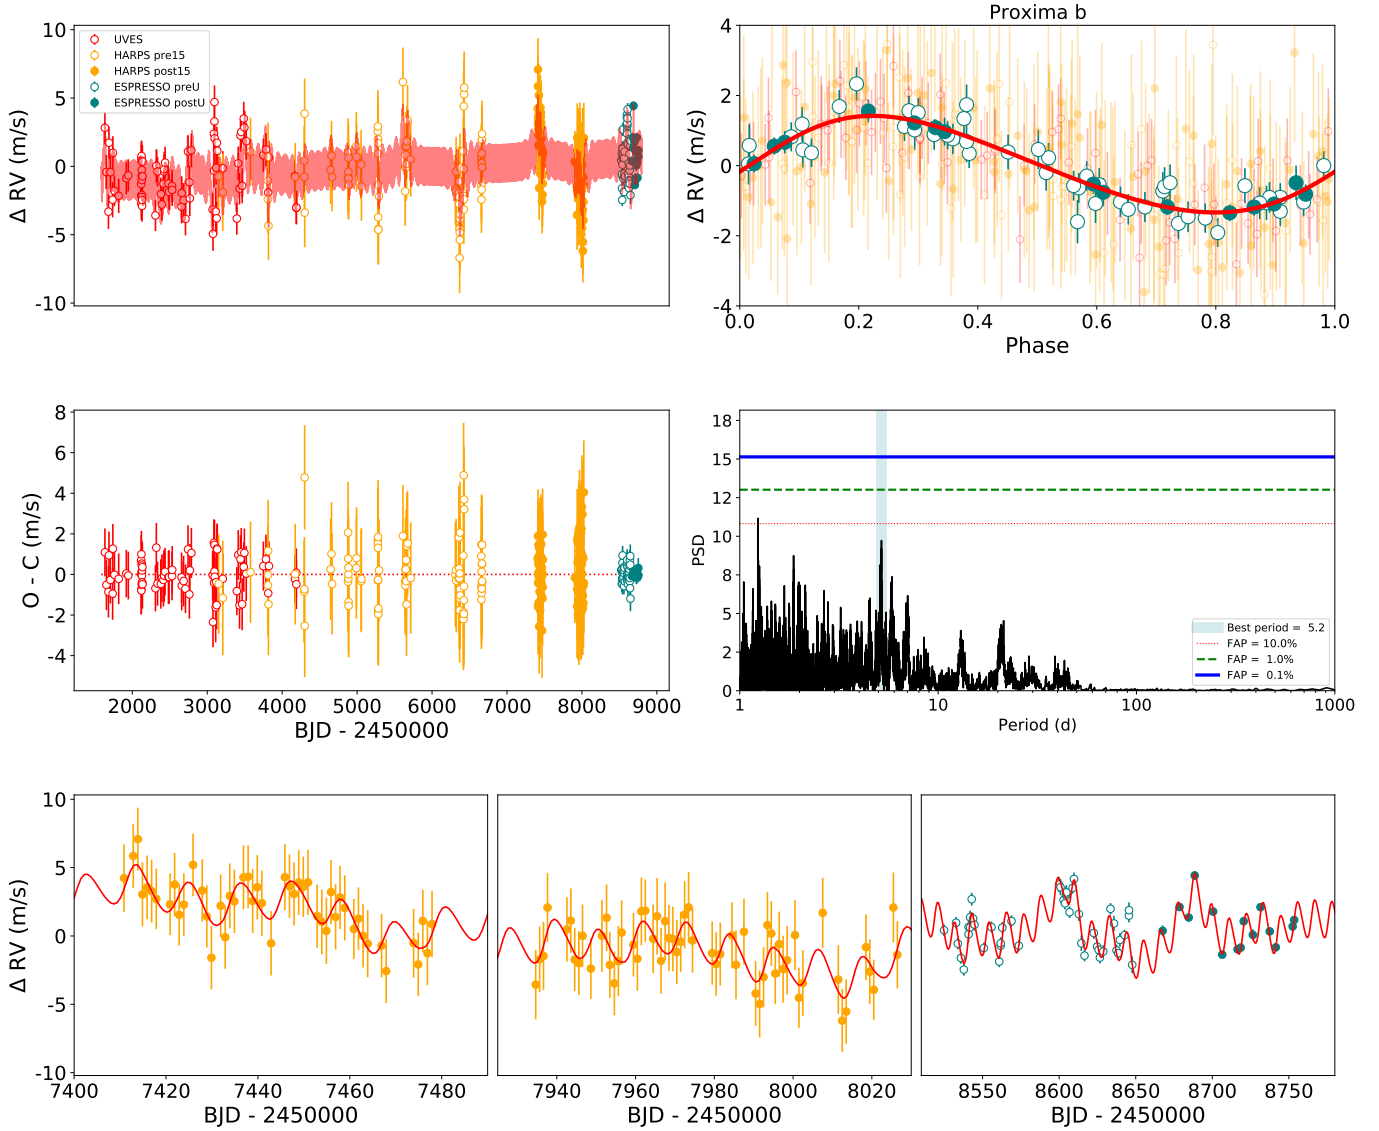 Δ RV (m/s)
10
5
0
-5
-10
UVES
HARPS pre15
HARPS post15
ESPRESSO preU
ESPRESSO postU
Proxima b
Δ RV (m/s)
4
2
0
-2
-4
0.0 0.2 0.4 0.6 0.8 1.0
Phase
O - C (m/s)
8
6
4
2
0
-2
-4
2000 3000 4000 5000 6000 7000 8000 9000
BJD - 2450000
PSD
18
15
12
10
8
5
2
0
Best period = 5.2
FAP = 10.0%
FAP = 1.0%
FAP = 0.1%
1 10 100 1000
Period (d)
Δ RV (m/s)
10
5
0
-5
-10
7400 7420 7440 7460 7480
BJD - 2450000
7940 7960 7980 8000 8020
BJD - 2450000
8550 8600 8650 8700 8750
BJD - 2450000